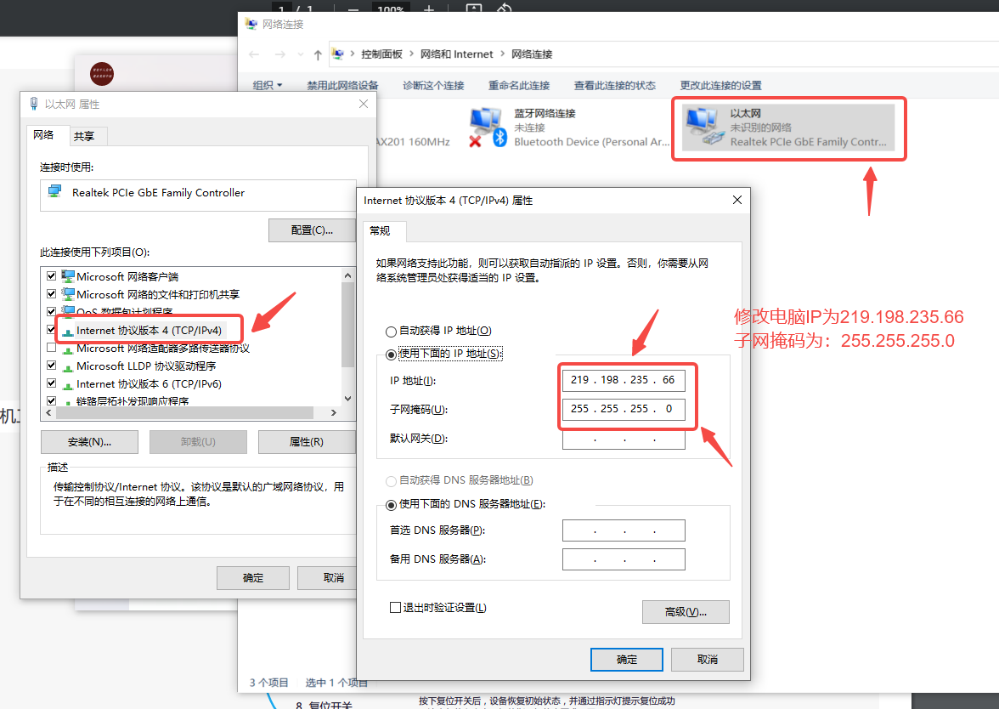 1 / 1
100%
网络连接
控制面板 > 网络和 Internet > 网络连接
组织 禁用此网络设备 诊断这个连接 重命名此连接 查看此连接的状态 更改此连接的设置
AX201 160MHz
蓝牙网络连接
未连接
Bluetooth Device (Personal Ar...
以太网
未识别的网络
Realtek PCIe GbE Family Contr...
以太网 属性
网络 共享
连接时使用:
Realtek PCIe GbE Family Controller
配置(C)...
此连接使用下列项目(O):
Microsoft 网络客户端
Microsoft 网络的文件和打印机共享
QoS 数据包计划程序
Internet 协议版本 4 (TCP/IPv4)
Microsoft 网络适配器多路传送器协议
Microsoft LLDP 协议驱动程序
Internet 协议版本 6 (TCP/IPv6)
链路层拓扑发现响应程序
安装(N)... 卸载(U) 属性(R)
描述
传输控制协议/Internet 协议。该协议是默认的广域网络协议，用
于在不同的相互连接的网络上通信。
确定 取消
Internet 协议版本 4 (TCP/IPv4) 属性
常规
如果网络支持此功能，则可以获取自动指派的 IP 设置。否则，你需要从网
络系统管理员处获得适当的 IP 设置。
自动获得 IP 地址(O)
使用下面的 IP 地址(S):
IP 地址(I): 219 . 198 . 235 . 66
子网掩码(U): 255 . 255 . 255 . 0
默认网关(D): . . .
自动获得 DNS 服务器地址(B)
使用下面的 DNS 服务器地址(E):
首选 DNS 服务器(P): . . .
备用 DNS 服务器(A): . . .
退出时验证设置(L)
高级(V)...
确定 取消
修改电脑IP为219.198.235.66
子网掩码为：255.255.255.0
3 个项目 选中 1 个项目
8. 复位开关
按下复位开关后，设备恢复初始状态，并通过指示灯提示复位成功